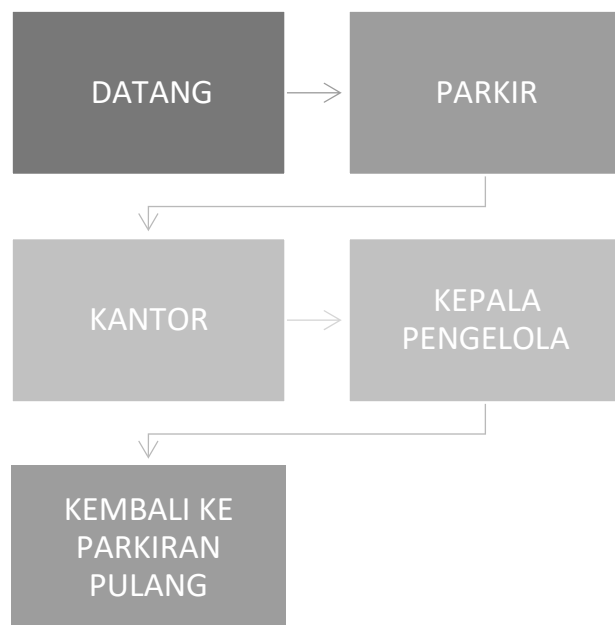 DATANG
PARKIR
KANTOR
KEPALA
PENGELOLA
KEMBALI KE
PARKIRAN
PULANG